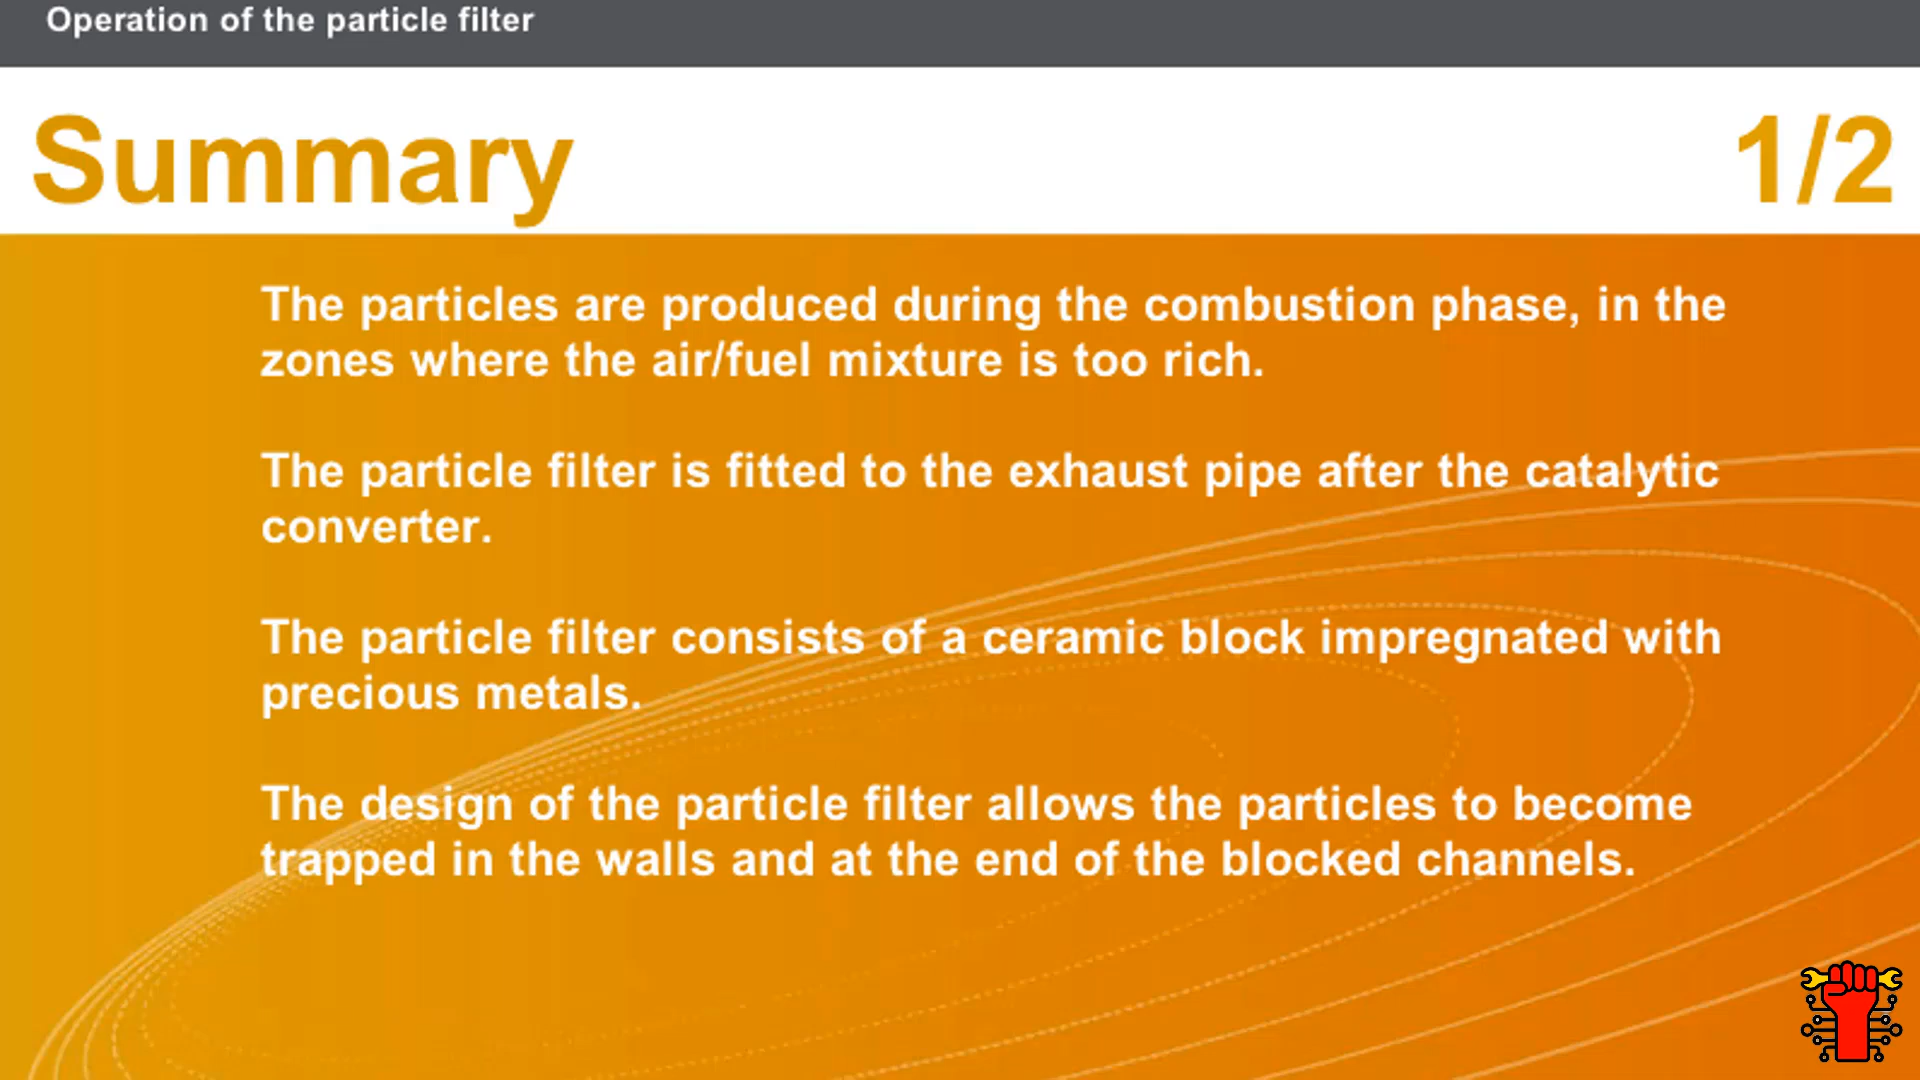 Operation of the particle filter
Summary
1/2
The particles are produced during the combustion phase, in the
zones where the air/fuel mixture is too rich.
The particle filter is fitted to the exhaust pipe after the catalytic
converter.
The particle filter consists of a ceramic block impregnated with
precious metals.
The design of the particle filter allows the particles to become
trapped in the walls and at the end of the blocked channels.